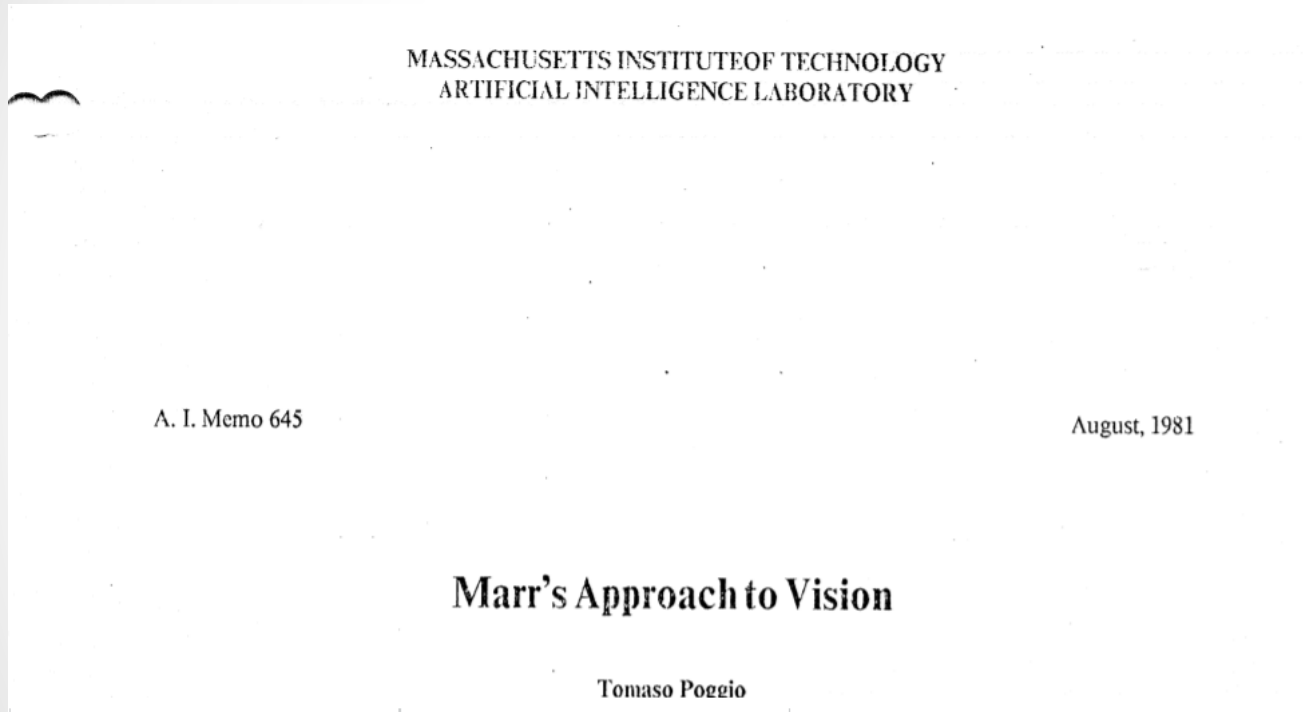 MASSACHUSETTS INSTITUTEOF TECHNOLOGY
ARTIFICIAL INTELLIGENCE LABORATORY
A. I. Memo 645 August, 1981
Marr's Approach to Vision
Tomaso Poggio